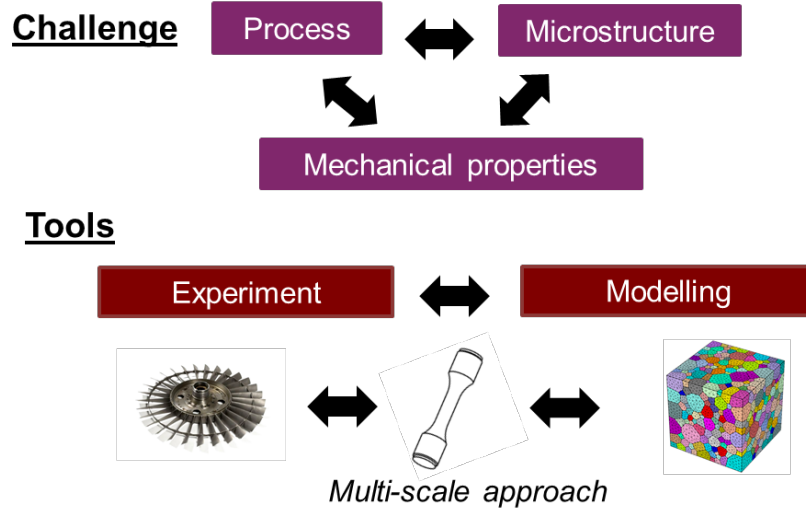 Challenge
Process
Microstructure
Mechanical properties
Tools
Experiment
Modelling
Multi-scale approach